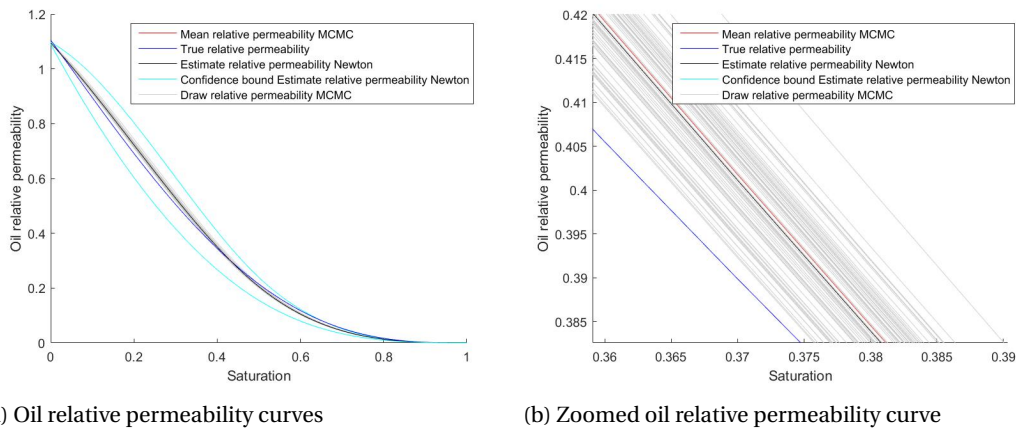 1.2
1
0.8
0.6
0.4
0.2
0
0
0.2
0.4
0.6
0.8
1
Oil relative permeability
Saturation
Mean relative permeability MCMC
True relative permeability
Estimate relative permeability Newton
Confidence bound Estimate relative permeability Newton
Draw relative permeability MCMC
) Oil relative permeability curves
0.42
0.415
0.41
0.405
0.4
0.395
0.39
0.385
0.36
0.365
0.37
0.375
0.38
0.385
0.39
Oil relative permeability
Saturation
Mean relative permeability MCMC
True relative permeability
Estimate relative permeability Newton
Confidence bound Estimate relative permeability Newton
Draw relative permeability MCMC
(b) Zoomed oil relative permeability curve